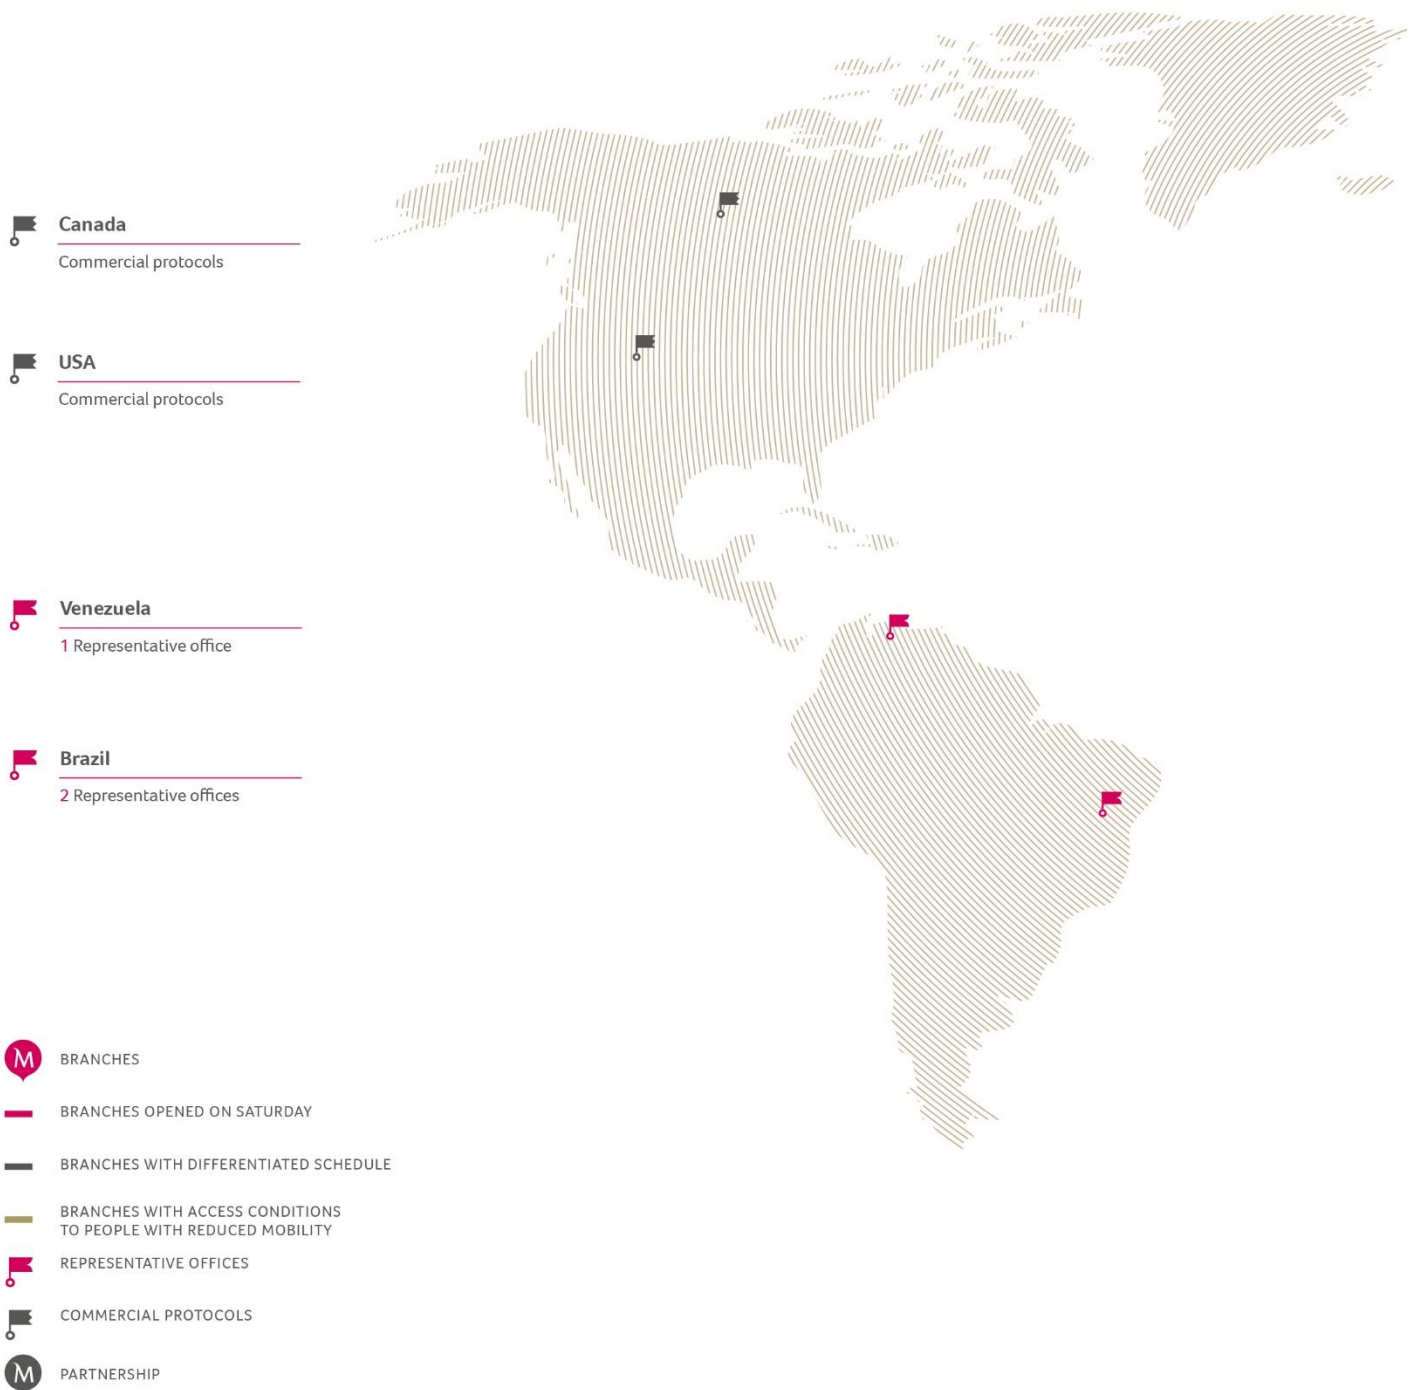 Canada
Commercial protocols
USA
Commercial protocols
Venezuela
1 Representative office
Brazil
2 Representative offices
M BRANCHES
BRANCHES OPENED ON SATURDAY
BRANCHES WITH DIFFERENTIATED SCHEDULE
BRANCHES WITH ACCESS CONDITIONS
TO PEOPLE WITH REDUCED MOBILITY
REPRESENTATIVE OFFICES
COMMERCIAL PROTOCOLS
M PARTNERSHIP